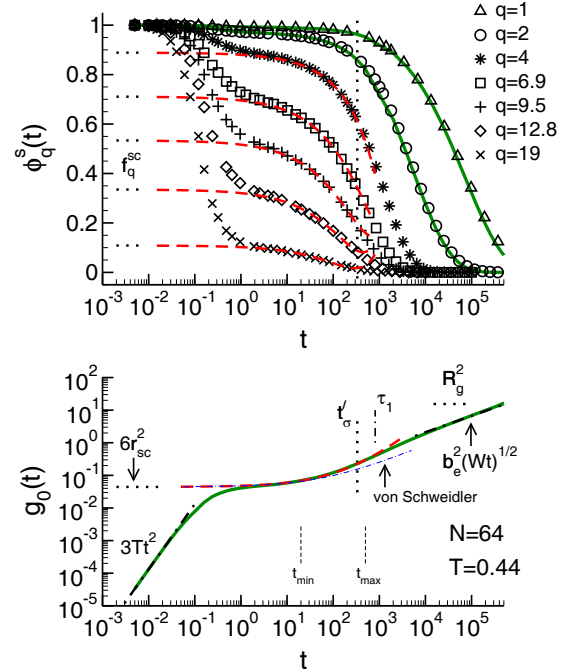 1
0.8
0.6
0.4
0.2
0
ϕ_q^s(t)
f_q^sc
q=1
q=2
q=4
q=6.9
q=9.5
q=12.8
q=19
10^-3 10^-2 10^-1 10^0 10^1 10^2 10^3 10^4 10^5
t
10^2
10^1
10^0
10^-1
10^-2
10^-3
10^-4
10^-5
g_0(t)
R_g^2
t_σ^/
τ_1
6r_sc^2
b_e^2(Wt)^1/2
von Schweidler
3Tt^2
N=64
t_min
t_max
T=0.44
10^-3 10^-2 10^-1 10^0 10^1 10^2 10^3 10^4 10^5
t